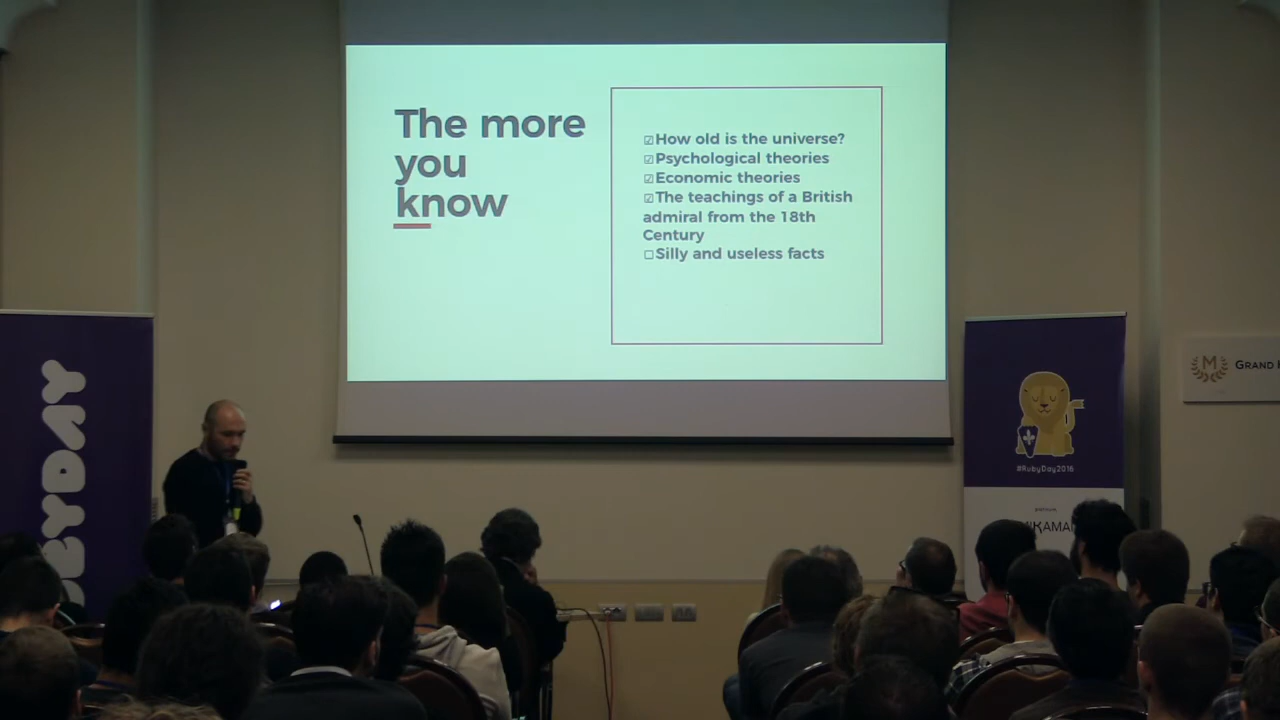 The more
you
know
☑How old is the universe?
☑Psychological theories
☑Economic theories
☑The teachings of a British
admiral from the 18th
Century
☐Silly and useless facts
GRAND
#RubyDay2016